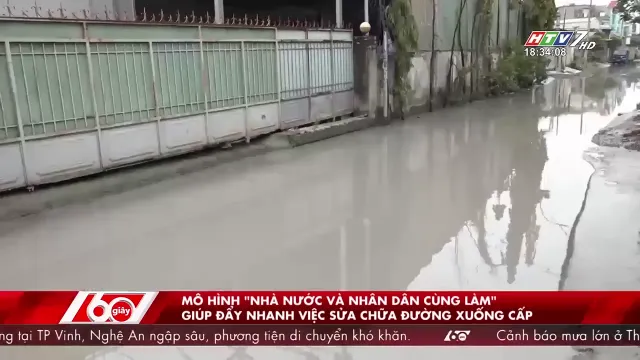 HTV7 HD
18:34:08
60 giây
MÔ HÌNH "NHÀ NƯỚC VÀ NHÂN DÂN CÙNG LÀM"
GIÚP ĐẨY NHANH VIỆC SỬA CHỮA ĐƯỜNG XUỐNG CẤP
tại TP Vinh, Nghệ An ngập sâu, phương tiện di chuyển khó khăn. 60 Cảnh báo mưa lớn ở